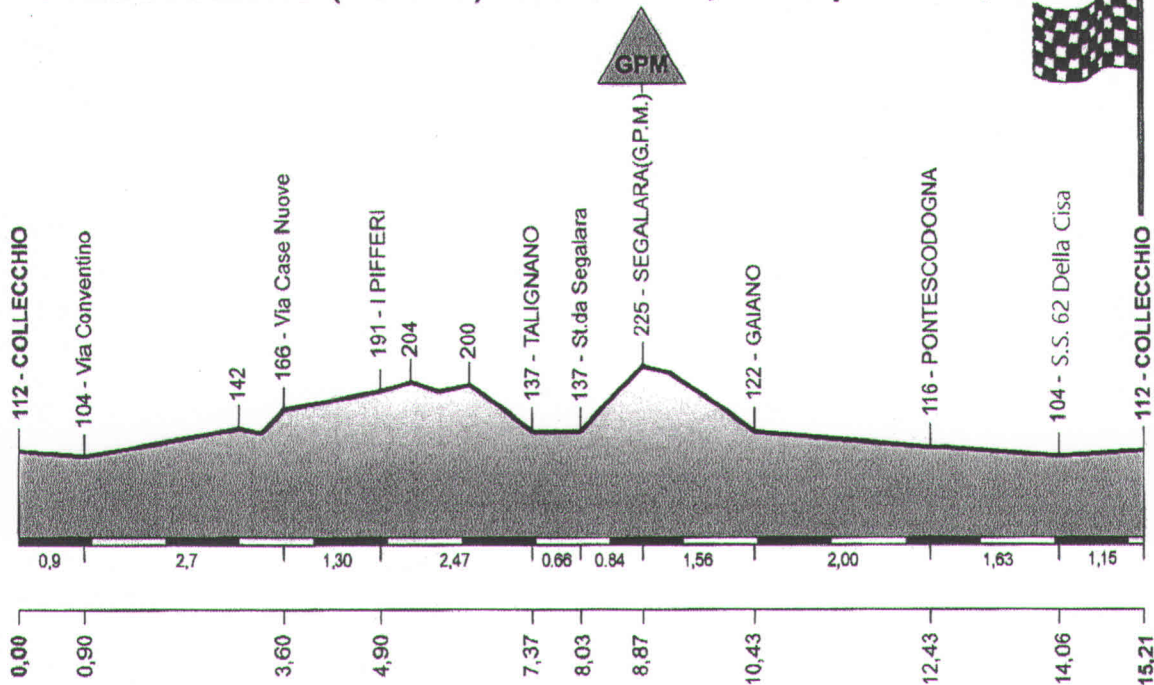 GPM
112 - COLLECCHIO
104 - Via Conventino
142
166 - Via Case Nuove
191 - I PIFFERI
204
200
137 - TALIGNANO
137 - St.da Segalara
225 - SEGALARA(G.P.M.)
122 - GAIANO
116 - PONTESCODOGNA
104 - S.S. 62 Della Cisa
112 - COLLECCHIO
0,9 2,7 1,30 2,47 0.66 0.84 1,56 2,00 1,63 1,15
0,00 0,90 3,60 4,90 7,37 8,03 8,87 10,43 12,43 14,06 15,21